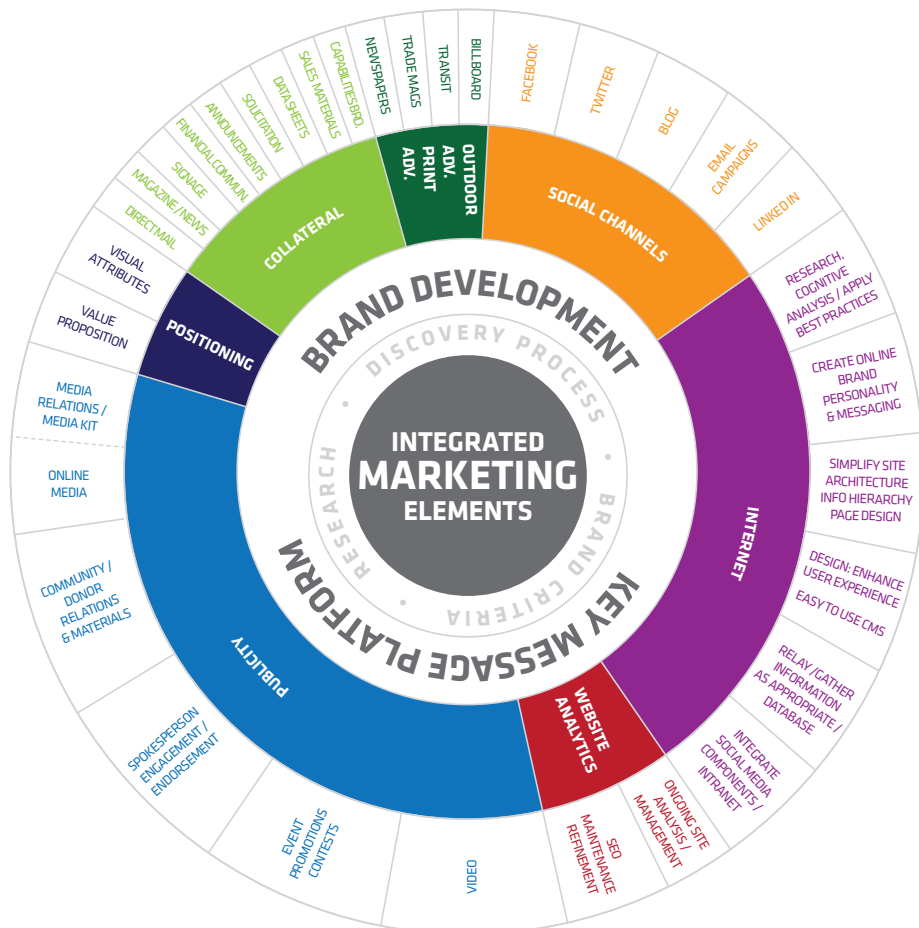 INTEGRATED
MARKETING
ELEMENTS
DISCOVERY PROCESS
BRAND CRITERIA
RESEARCH
BRAND DEVELOPMENT
KEY MESSAGE PLATFORM
OUTDOOR
ADV.
PRINT
ADV.
NEWSPAPERS
TRADE MAGS
TRANSIT
BILLBOARD
SOCIAL CHANNELS
FACEBOOK
TWITTER
BLOG
EMAIL
CAMPAIGNS
LINKED IN
INTERNET
RESEARCH,
COGNITIVE
ANALYSIS / APPLY
BEST PRACTICES
CREATE ONLINE
BRAND
PERSONALITY
& MESSAGING
SIMPLIFY SITE
ARCHITECTURE
INFO HIERARCHY
PAGE DESIGN
DESIGN: ENHANCE
USER EXPERIENCE
EASY TO USE CMS
RELAY /GATHER
INFORMATION
AS APPROPRIATE /
DATABASE
INTEGRATE
SOCIAL MEDIA
COMPONENTS /
INTRANET
WEBSITE
ANALYTICS
ONGOING SITE
ANALYSIS /
MANAGEMENT
SEO
MAINTENANCE
REFINEMENT
PUBLICITY
VIDEO
EVENT
PROMOTIONS
CONTESTS
SPOKESPERSON
ENGAGEMENT /
ENDORSEMENT
COMMUNITY /
DONOR
RELATIONS
& MATERIALS
ONLINE
MEDIA
MEDIA
RELATIONS /
MEDIA KIT
POSITIONING
VALUE
PROPOSITION
VISUAL
ATTRIBUTES
COLLATERAL
DIRECT MAIL
MAGAZINE / NEWS
SIGNAGE
FINANCIAL COMMUN.
ANNOUNCEMENTS
SOLICITATION
DATA SHEETS
SALES MATERIALS
CAPABILITIES BRO.